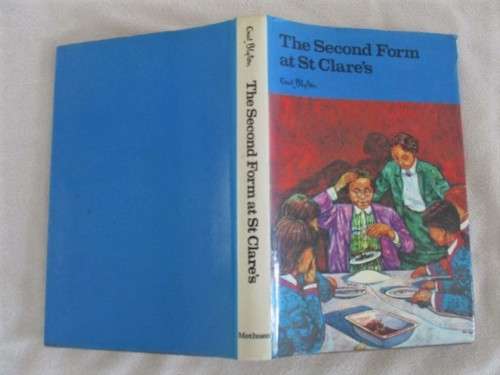 The Second Form
at St Clare's
Enid Blyton
Enid Blyton
The Second Form at St Clare's
Methuen